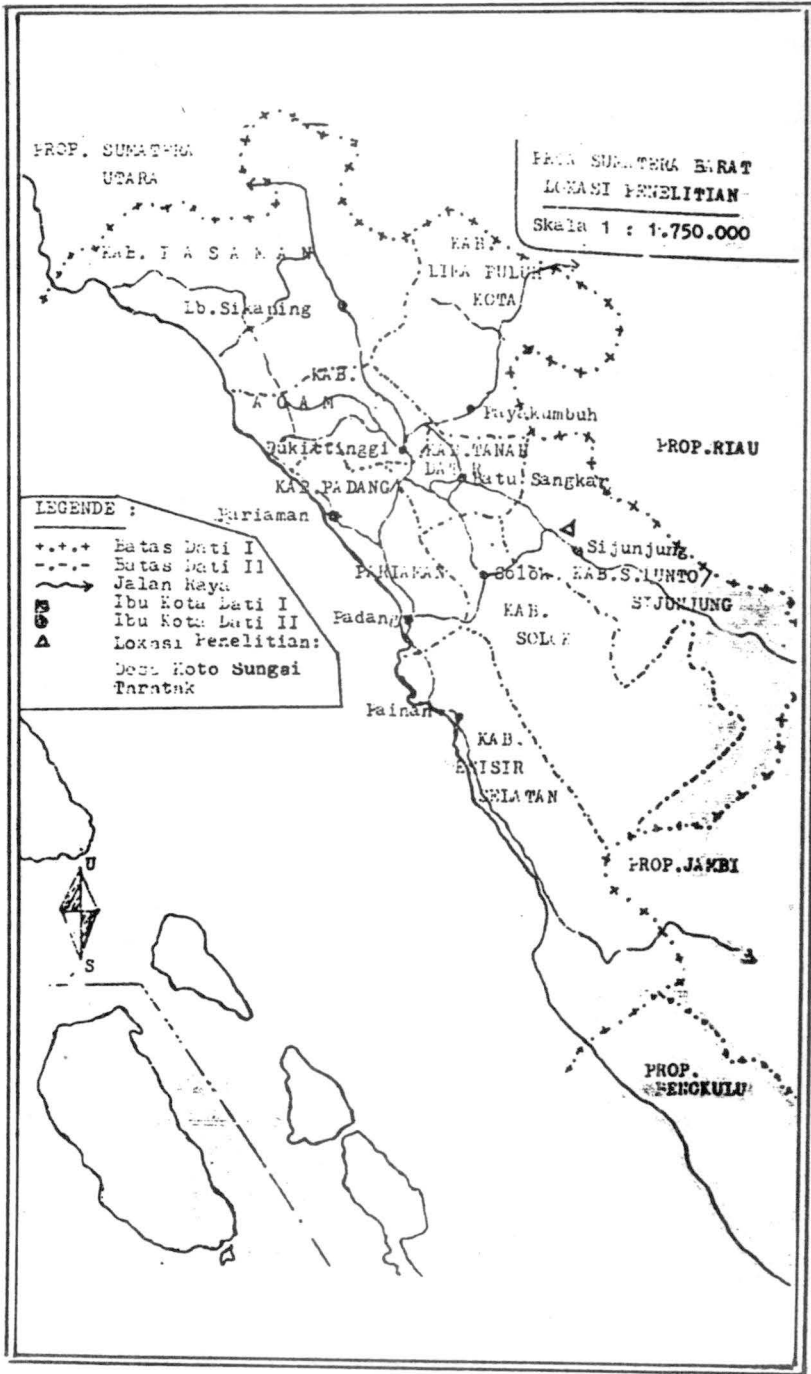 PROP. SUMATERA
UTARA
PETA SUMATERA BARAT
LOKASI PENELITIAN
Skala 1 : 1.750.000
KAB. PASAMAN
KAB.
LIMA PULUH
KOTA
Lb.Sikaping
KAB.
AGAM
Payakumbuh
PROP.RIAU
Bukittinggi
KAB.TANAH
DATAR
Batu Sangkar
KAB.PADANG
PARIAMAN
Pariaman
Sijunjung
KAB.S.LUNTO/
SIJUNJUNG
Solok
KAB.
SOLOK
Padang
Painan
KAB.
PESISIR
SELATAN
PROP.JAMBI
PROP.
BENGKULU
LEGENDE :
Batas Dati I
Batas Dati II
Jalan Raya
Ibu Kota Dati I
Ibu Kota Dati II
Lokasi Penelitian:
Desa Koto Sungai
Taratak
U
S